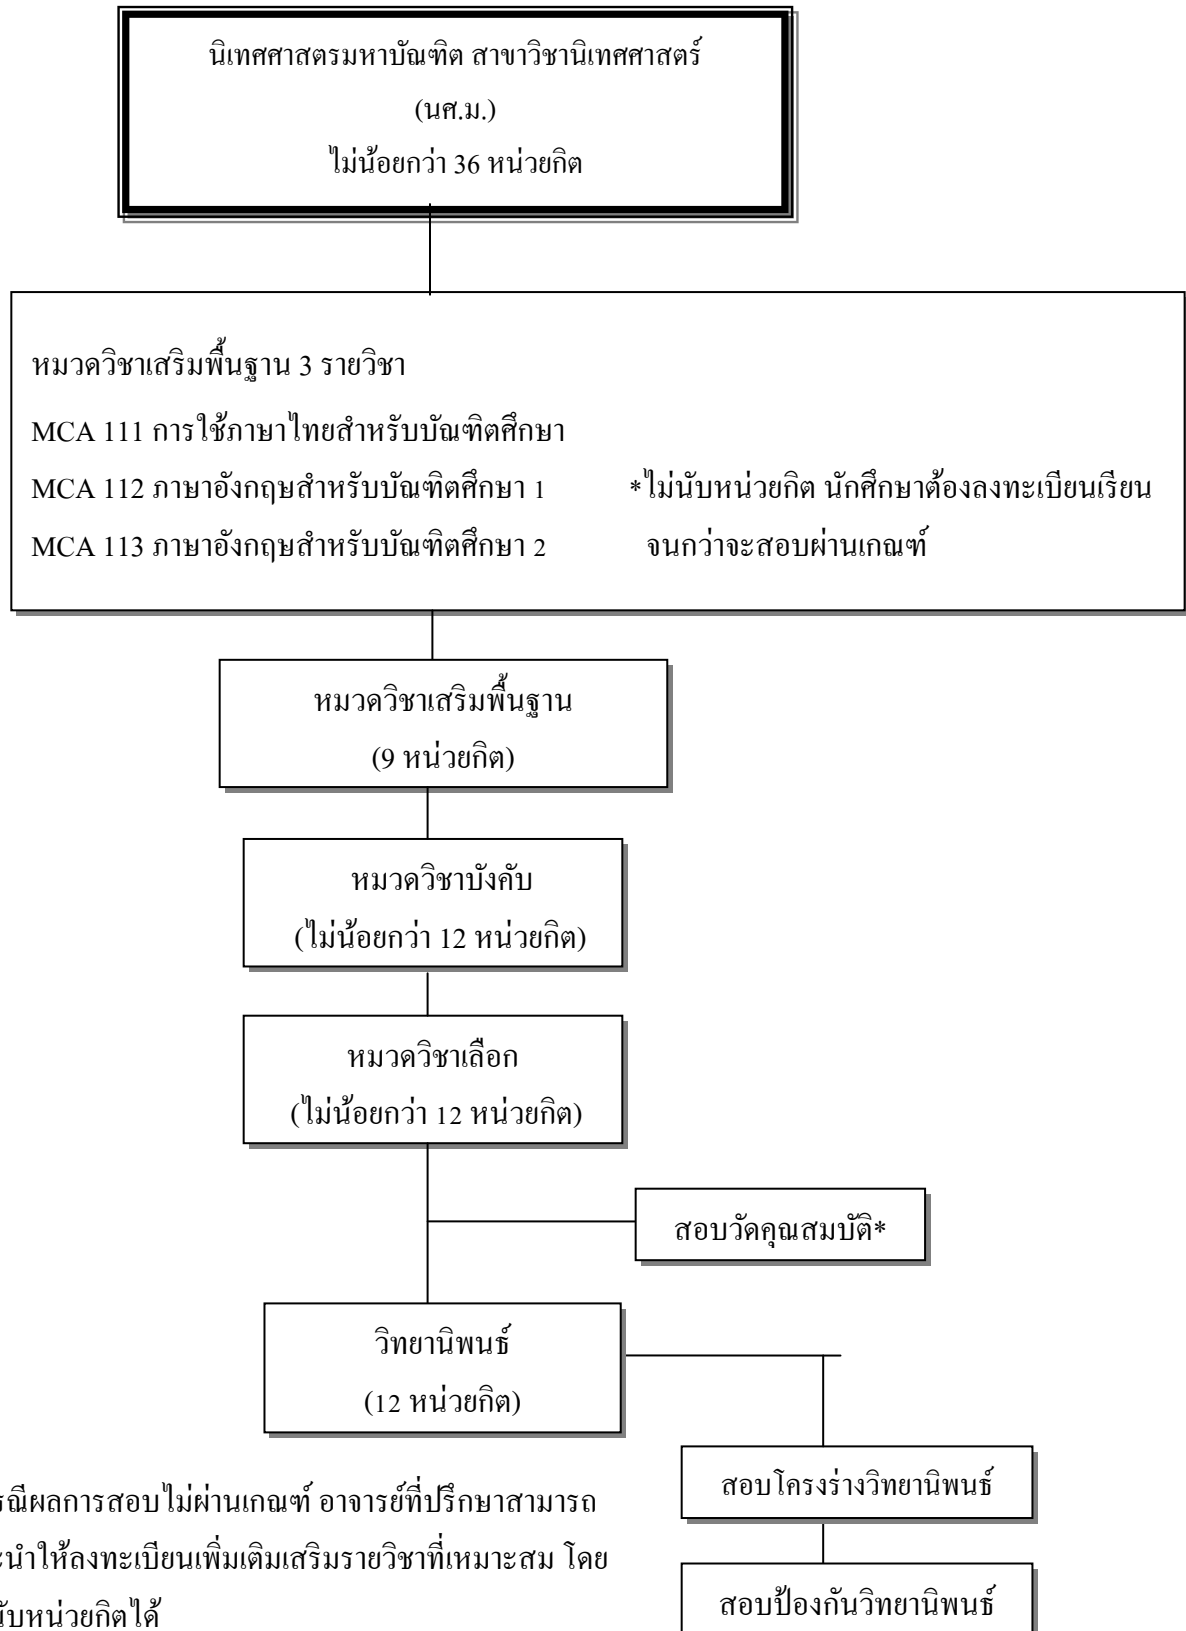 นิเทศศาสตรมหาบัณฑิต สาขาวิชานิเทศศาสตร์
(นศ.ม.)
ไม่น้อยกว่า 36 หน่วยกิต
หมวดวิชาเสริมพื้นฐาน 3 รายวิชา
MCA 111 การใช้ภาษาไทยสำหรับบัณฑิตศึกษา
MCA 112 ภาษาอังกฤษสำหรับบัณฑิตศึกษา 1 *ไม่นับหน่วยกิต นักศึกษาต้องลงทะเบียนเรียน
MCA 113 ภาษาอังกฤษสำหรับบัณฑิตศึกษา 2 จนกว่าจะสอบผ่านเกณฑ์
หมวดวิชาเสริมพื้นฐาน
(9 หน่วยกิต)
หมวดวิชาบังคับ
(ไม่น้อยกว่า 12 หน่วยกิต)
หมวดวิชาเลือก
(ไม่น้อยกว่า 12 หน่วยกิต)
สอบวัดคุณสมบัติ*
วิทยานิพนธ์
(12 หน่วยกิต)
สอบโครงร่างวิทยานิพนธ์
รณีผลการสอบไม่ผ่านเกณฑ์ อาจารย์ที่ปรึกษาสามารถ
ะนำให้ลงทะเบียนเพิ่มเติมเสริมรายวิชาที่เหมาะสม โดย
นับหน่วยกิตได้
สอบป้องกันวิทยานิพนธ์